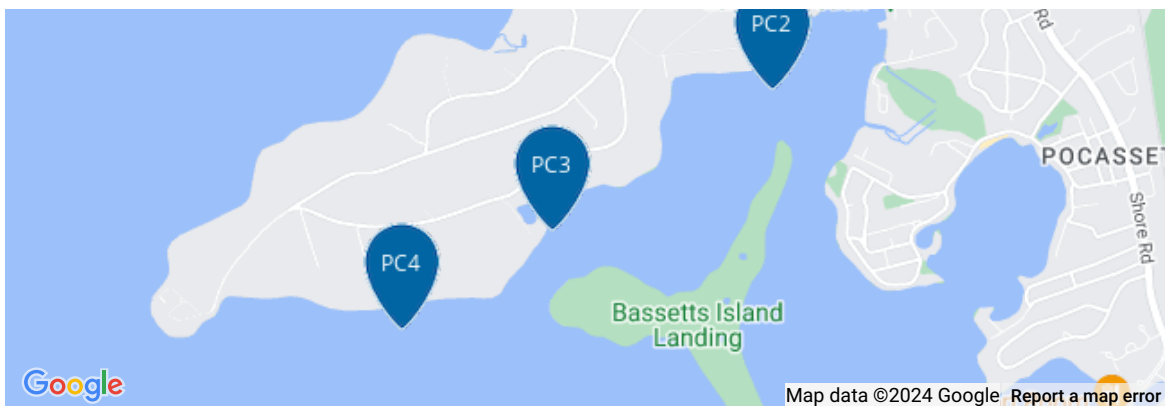 PC2
Rd
PC3
POCASSET
Shore Rd
PC4
Bassetts Island
Landing
Google
Map data ©2024 Google
Report a map error